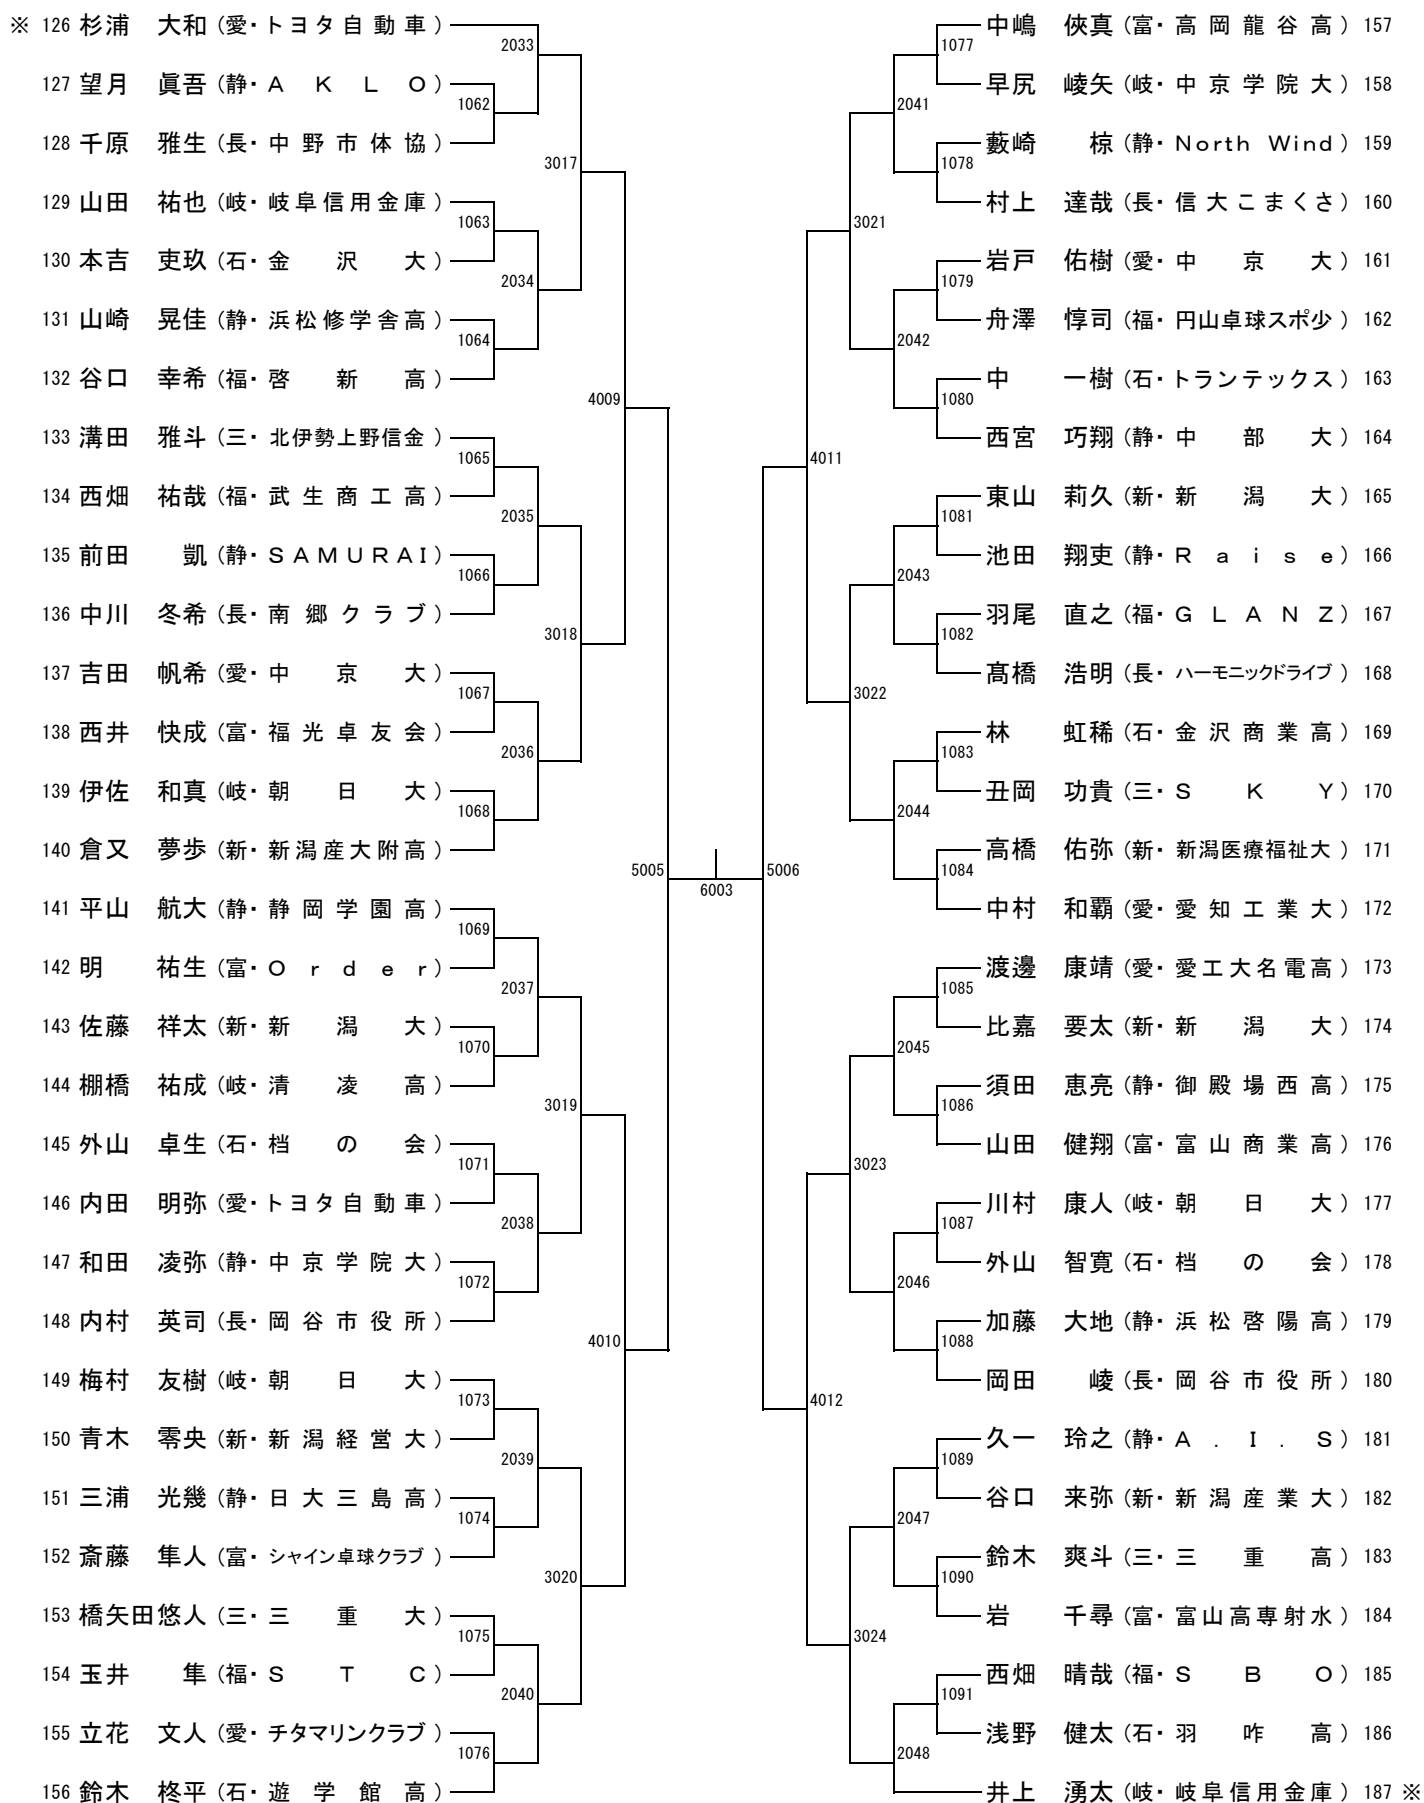 ※ 126 杉浦 大和 (愛・トヨタ自動車)
127 望月 眞吾 (静・AKLO)
128 千原 雅生 (長・中野市体協)
129 山田 祐也 (岐・岐阜信用金庫)
130 本吉 吏玖 (石・金沢大)
131 山崎 晃佳 (静・浜松修学舎高)
132 谷口 幸希 (福・啓新高)
133 溝田 雅斗 (三・北伊勢上野信金)
134 西畑 祐哉 (福・武生商工高)
135 前田 凱 (静・SAMURAI)
136 中川 冬希 (長・南郷クラブ)
137 吉田 帆希 (愛・中京大)
138 西井 快成 (富・福光卓友会)
139 伊佐 和真 (岐・朝日大)
140 倉又 夢歩 (新・新潟産大附高)
141 平山 航大 (静・静岡学園高)
142 明 祐生 (富・Order)
143 佐藤 祥太 (新・新潟大)
144 棚橋 祐成 (岐・清凌高)
145 外山 卓生 (石・档の会)
146 内田 明弥 (愛・トヨタ自動車)
147 和田 凌弥 (静・中京学院大)
148 内村 英司 (長・岡谷市役所)
149 梅村 友樹 (岐・朝日大)
150 青木 零央 (新・新潟経営大)
151 三浦 光幾 (静・日大三島高)
152 斎藤 隼人 (富・シャイン卓球クラブ)
153 橋矢田悠人 (三・三重大)
154 玉井 隼 (福・STC)
155 立花 文人 (愛・チタマリンクラブ)
156 鈴木 柊平 (石・遊学館高)
2033
1062
3017
1063
2034
1064
4009
1065
2035
1066
3018
1067
2036
1068
5005
1069
2037
1070
3019
1071
2038
1072
4010
1073
2039
1074
3020
1075
2040
1076
6003
5006
1077
2041
1078
3021
1079
2042
1080
4011
1081
2043
1082
3022
1083
2044
1084
1085
2045
1086
3023
1087
2046
1088
4012
1089
2047
1090
3024
1091
2048
中嶋 俠真 (富・高岡龍谷高) 157
早尻 崚矢 (岐・中京学院大) 158
藪崎 椋 (静・North Wind) 159
村上 達哉 (長・信大こまくさ) 160
岩戸 佑樹 (愛・中京大) 161
舟澤 惇司 (福・円山卓球スポ少) 162
中 一樹 (石・トランテックス) 163
西宮 巧翔 (静・中部大) 164
東山 莉久 (新・新潟大) 165
池田 翔吏 (静・Raise) 166
羽尾 直之 (福・GLANZ) 167
髙橋 浩明 (長・ハーモニックドライブ) 168
林 虹稀 (石・金沢商業高) 169
丑岡 功貴 (三・SKY) 170
高橋 佑弥 (新・新潟医療福祉大) 171
中村 和覇 (愛・愛知工業大) 172
渡邊 康靖 (愛・愛工大名電高) 173
比嘉 要太 (新・新潟大) 174
須田 恵亮 (静・御殿場西高) 175
山田 健翔 (富・富山商業高) 176
川村 康人 (岐・朝日大) 177
外山 智寛 (石・档の会) 178
加藤 大地 (静・浜松啓陽高) 179
岡田 崚 (長・岡谷市役所) 180
久一 玲之 (静・A.I.S) 181
谷口 来弥 (新・新潟産業大) 182
鈴木 爽斗 (三・三重高) 183
岩 千尋 (富・富山高専射水) 184
西畑 晴哉 (福・SBO) 185
浅野 健太 (石・羽咋高) 186
井上 湧太 (岐・岐阜信用金庫) 187 ※